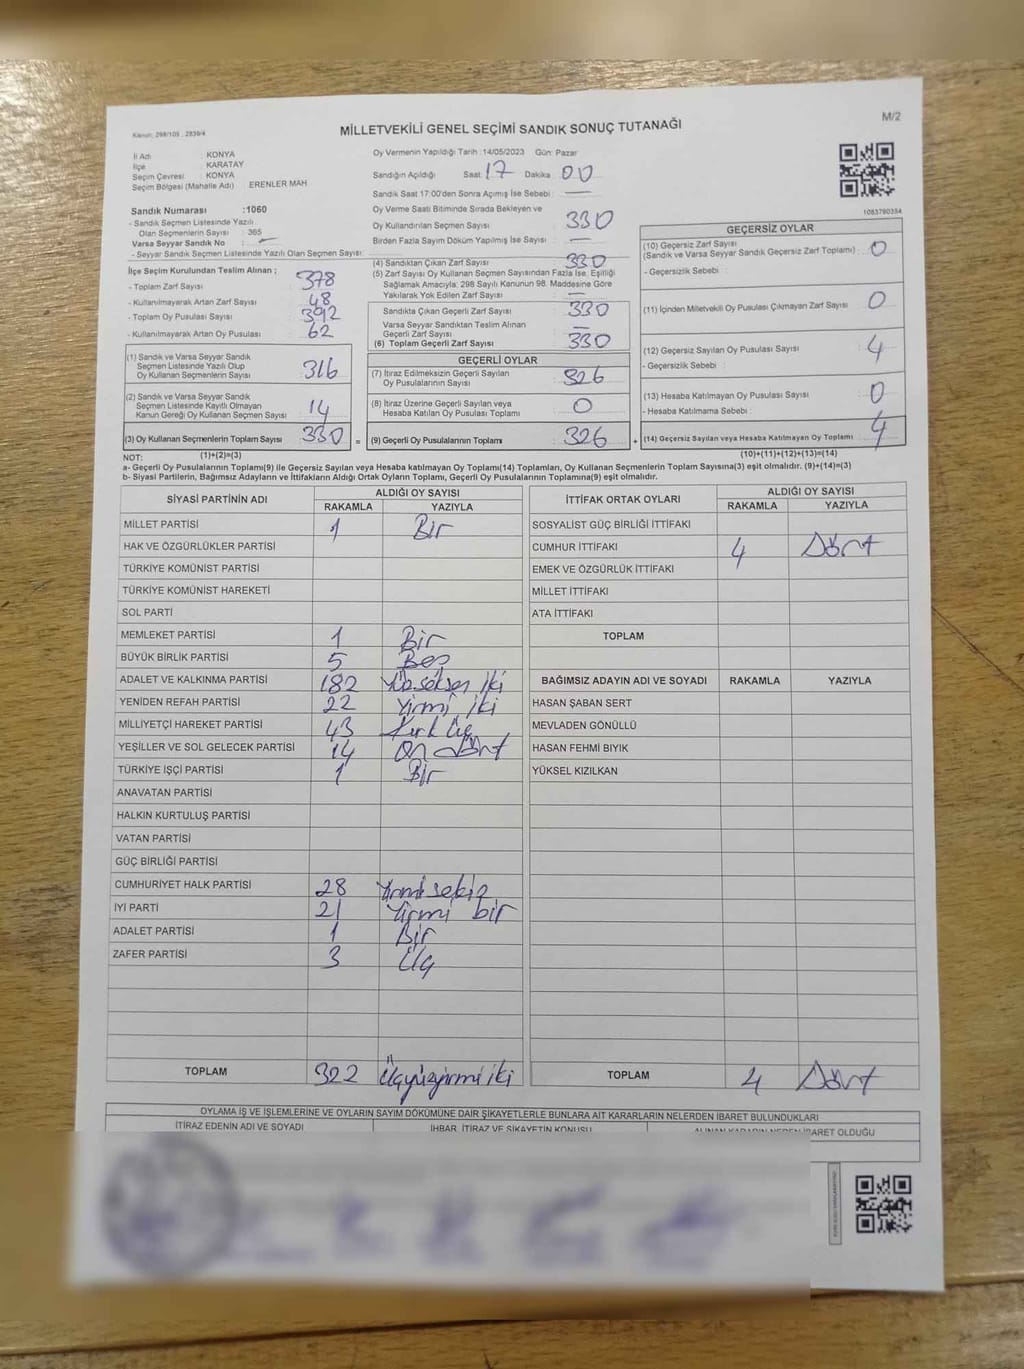 M/2
Kanun: 298/105 , 2839/4
MİLLETVEKİLİ GENEL SEÇİMİ SANDIK SONUÇ TUTANAĞI
İl Adı : KONYA
İlçe : KARATAY
Seçim Çevresi : KONYA
Seçim Bölgesi (Mahalle Adı) : ERENLER MAH
Sandık Numarası :1060
- Sandık Seçmen Listesinde Yazılı
Olan Seçmenlerin Sayısı : 365
Varsa Seyyar Sandık No : —
- Seyyar Sandık Seçmen Listesinde Yazılı Olan Seçmen Sayısı :
İlçe Seçim Kurulundan Teslim Alınan ;
- Toplam Zarf Sayısı : 378
- Kullanılmayarak Artan Zarf Sayısı : 48
- Toplam Oy Pusulası Sayısı : 392
- Kullanılmayarak Artan Oy Pusulası : 62
(1) Sandık ve Varsa Seyyar Sandık
Seçmen Listesinde Yazılı Olup
Oy Kullanan Seçmenlerin Sayısı : 316
(2) Sandık ve Varsa Seyyar Sandık
Seçmen Listesinde Kayıtlı Olmayan
Kanun Gereği Oy Kullanan Seçmen Sayısı : 14
(3) Oy Kullanan Seçmenlerin Toplam Sayısı : 330 =
Oy Vermenin Yapıldığı Tarih :14/05/2023 Gün: Pazar
Sandığın Açıldığı Saat : 17 Dakika : 00
Sandık Saat 17:00'den Sonra Açımış İse Sebebi : —
Oy Verme Saati Bitiminde Sırada Bekleyen ve
Oy Kullandırılan Seçmen Sayısı : 330
Birden Fazla Sayım Döküm Yapılmış İse Sayısı : —
(4) Sandıktan Çıkan Zarf Sayısı : 330
(5) Zarf Sayısı Oy Kullanan Seçmen Sayısından Fazla İse, Eşitliği
Sağlamak Amacıyla; 298 Sayılı Kanunun 98. Maddesine Göre
Yakılarak Yok Edilen Zarf Sayısı : —
Sandıkta Çıkan Geçerli Zarf Sayısı : 330
Varsa Seyyar Sandıktan Teslim Alınan
Geçerli Zarf Sayısı : —
(6) Toplam Geçerli Zarf Sayısı : 330
GEÇERLİ OYLAR
(7) İtiraz Edilmeksizin Geçerli Sayılan
Oy Pusulalarının Sayısı : 326
(8) İtiraz Üzerine Geçerli Sayılan veya
Hesaba Katılan Oy Pusulası Toplamı : 0
(9) Geçerli Oy Pusulalarının Toplamı : 326 +
1083790354
GEÇERSİZ OYLAR
(10) Geçersiz Zarf Sayısı
(Sandık ve Varsa Seyyar Sandık Geçersiz Zarf Toplamı) : 0
- Geçersizlik Sebebi :
(11) İçinden Milletvekili Oy Pusulası Çıkmayan Zarf Sayısı : 0
(12) Geçersiz Sayılan Oy Pusulası Sayısı : 4
- Geçersizlik Sebebi :
(13) Hesaba Katılmayan Oy Pusulası Sayısı : 0
- Hesaba Katılmama Sebebi :
(14) Geçersiz Sayılan veya Hesaba Katılmayan Oy Toplamı : 4
NOT: (1)+(2)=(3) (10)+(11)+(12)+(13)=(14)
a- Geçerli Oy Pusulalarının Toplamı(9) ile Geçersiz Sayılan veya Hesaba katılmayan Oy Toplamı(14) Toplamları, Oy Kullanan Seçmenlerin Toplam Sayısına(3) eşit olmalıdır. (9)+(14)=(3)
b- Siyasi Partilerin, Bağımsız Adayların ve İttifakların Aldığı Oyların Toplamı, Geçerli Oy Pusulalarının Toplamına(9) eşit olmalıdır.
SİYASİ PARTİNİN ADI ALDIĞI OY SAYISI
RAKAMLA YAZIYLA
MİLLET PARTİSİ 1 Bir
HAK VE ÖZGÜRLÜKLER PARTİSİ
TÜRKİYE KOMÜNİST PARTİSİ
TÜRKİYE KOMÜNİST HAREKETİ
SOL PARTİ
MEMLEKET PARTİSİ 1 Bir
BÜYÜK BİRLİK PARTİSİ 5 Beş
ADALET VE KALKINMA PARTİSİ 182 Yüzseksen iki
YENİDEN REFAH PARTİSİ 22 Yirmi iki
MİLLİYETÇİ HAREKET PARTİSİ 43 Kırk Üç
YEŞİLLER VE SOL GELECEK PARTİSİ 14 On Dört
TÜRKİYE İŞÇİ PARTİSİ 1 Bir
ANAVATAN PARTİSİ
HALKIN KURTULUŞ PARTİSİ
VATAN PARTİSİ
GÜÇ BİRLİĞİ PARTİSİ
CUMHURİYET HALK PARTİSİ 28 Yirmi sekiz
İYİ PARTİ 21 Yirmi bir
ADALET PARTİSİ 1 Bir
ZAFER PARTİSİ 3 Üç
TOPLAM 322 Üçyüzyirmi iki
İTTİFAK ORTAK OYLARI ALDIĞI OY SAYISI
RAKAMLA YAZIYLA
SOSYALİST GÜÇ BİRLİĞİ İTTİFAKI
CUMHUR İTTİFAKI 4 Dört
EMEK VE ÖZGÜRLÜK İTTİFAKI
MİLLET İTTİFAKI
ATA İTTİFAKI
TOPLAM
BAĞIMSIZ ADAYIN ADI VE SOYADI RAKAMLA YAZIYLA
HASAN ŞABAN SERT
MEVLADEN GÖNÜLLÜ
HASAN FEHMİ BIYIK
YÜKSEL KIZILKAN
TOPLAM 4 Dört
OYLAMA İŞ VE İŞLEMLERİNE VE OYLARIN SAYIM DÖKÜMÜNE DAİR ŞİKAYETLERLE BUNLARA AİT KARARLARIN NELERDEN İBARET BULUNDUKLARI
İTİRAZ EDENİN ADI VE SOYADI İHBAR, İTİRAZ VE ŞİKAYETİN KONUSU ALINAN KARARIN NEDEN İBARET OLDUĞU